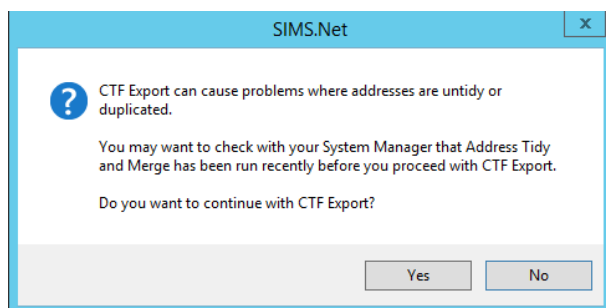 SIMS.Net
x
?
CTF Export can cause problems where addresses are untidy or
duplicated.
You may want to check with your System Manager that Address Tidy
and Merge has been run recently before you proceed with CTF Export.
Do you want to continue with CTF Export?
Yes
No